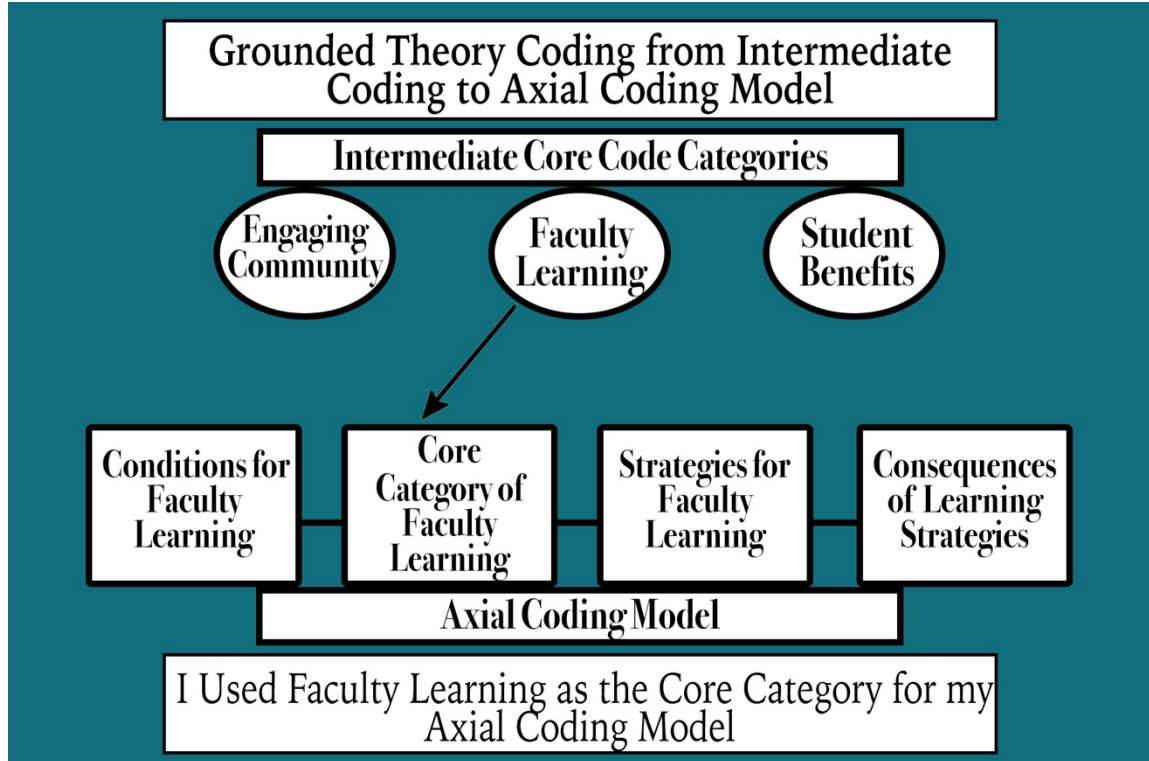 Grounded Theory Coding from Intermediate
Coding to Axial Coding Model
Intermediate Core Code Categories
Engaging
Community
Faculty
Learning
Student
Benefits
Conditions for
Faculty
Learning
Core
Category of
Faculty
Learning
Strategies for
Faculty
Learning
Consequences
of Learning
Strategies
Axial Coding Model
I Used Faculty Learning as the Core Category for my
Axial Coding Model